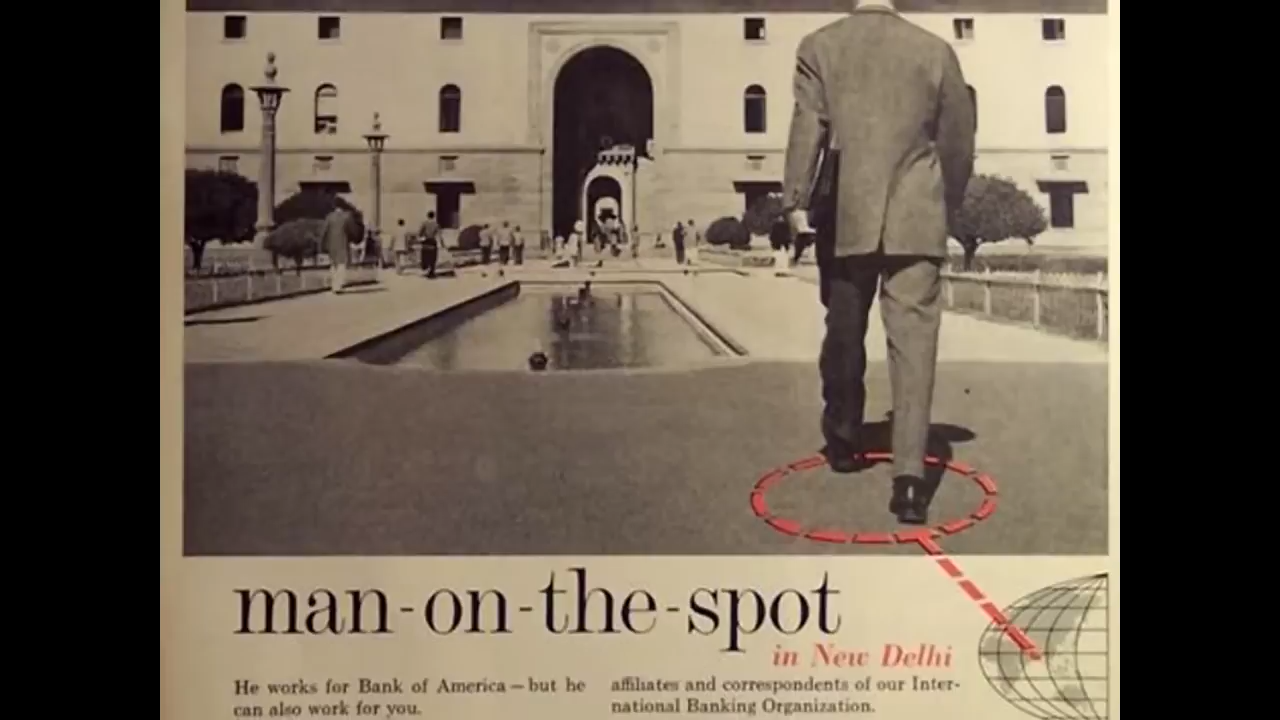 man-on-the-spot
in New Delhi
He works for Bank of America — but he
can also work for you.
affiliates and correspondents of our Inter-
national Banking Organization.